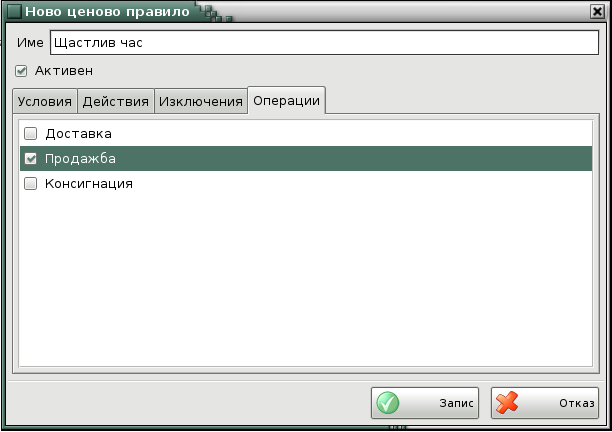 Ново ценово правило
Име Щастлив час
Активен
Условия Действия Изключения Операции
Доставка
Продажба
Консигнация
Запис Отказ